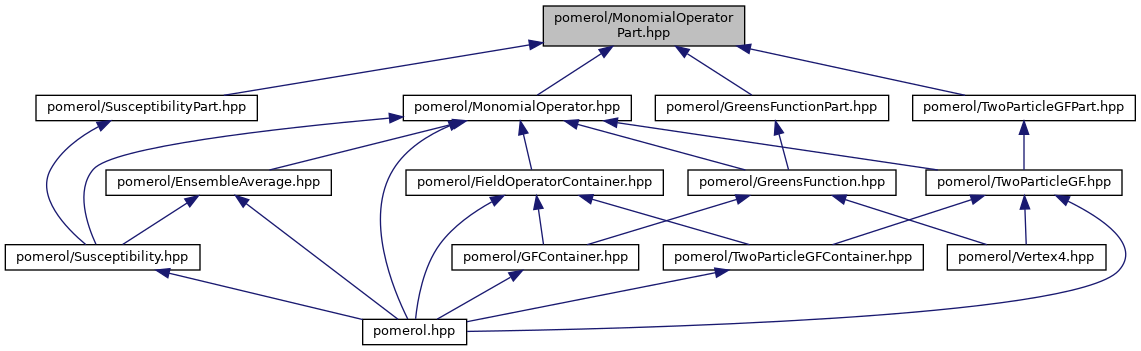 pomerol/MonomialOperator
Part.hpp
pomerol/SusceptibilityPart.hpp
pomerol/MonomialOperator.hpp
pomerol/GreensFunctionPart.hpp
pomerol/TwoParticleGFPart.hpp
pomerol/EnsembleAverage.hpp
pomerol/FieldOperatorContainer.hpp
pomerol/GreensFunction.hpp
pomerol/TwoParticleGF.hpp
pomerol/Susceptibility.hpp
pomerol/GFContainer.hpp
pomerol/TwoParticleGFContainer.hpp
pomerol/Vertex4.hpp
pomerol.hpp